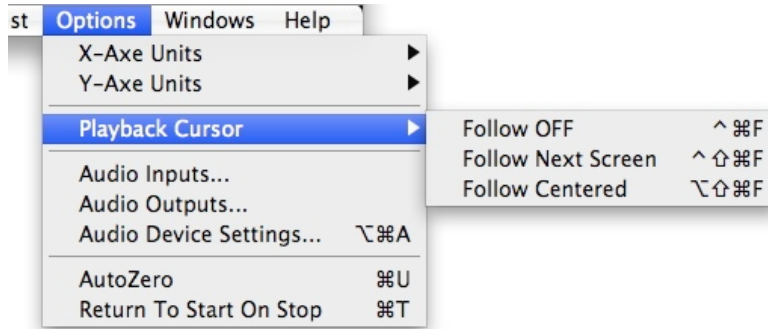 st Options Windows Help
X-Axe Units
Y-Axe Units
Playback Cursor
Follow OFF ^⌘F
Follow Next Screen ^⇧⌘F
Follow Centered ⌥⇧⌘F
Audio Inputs...
Audio Outputs...
Audio Device Settings... ⌥⌘A
AutoZero ⌘U
Return To Start On Stop ⌘T